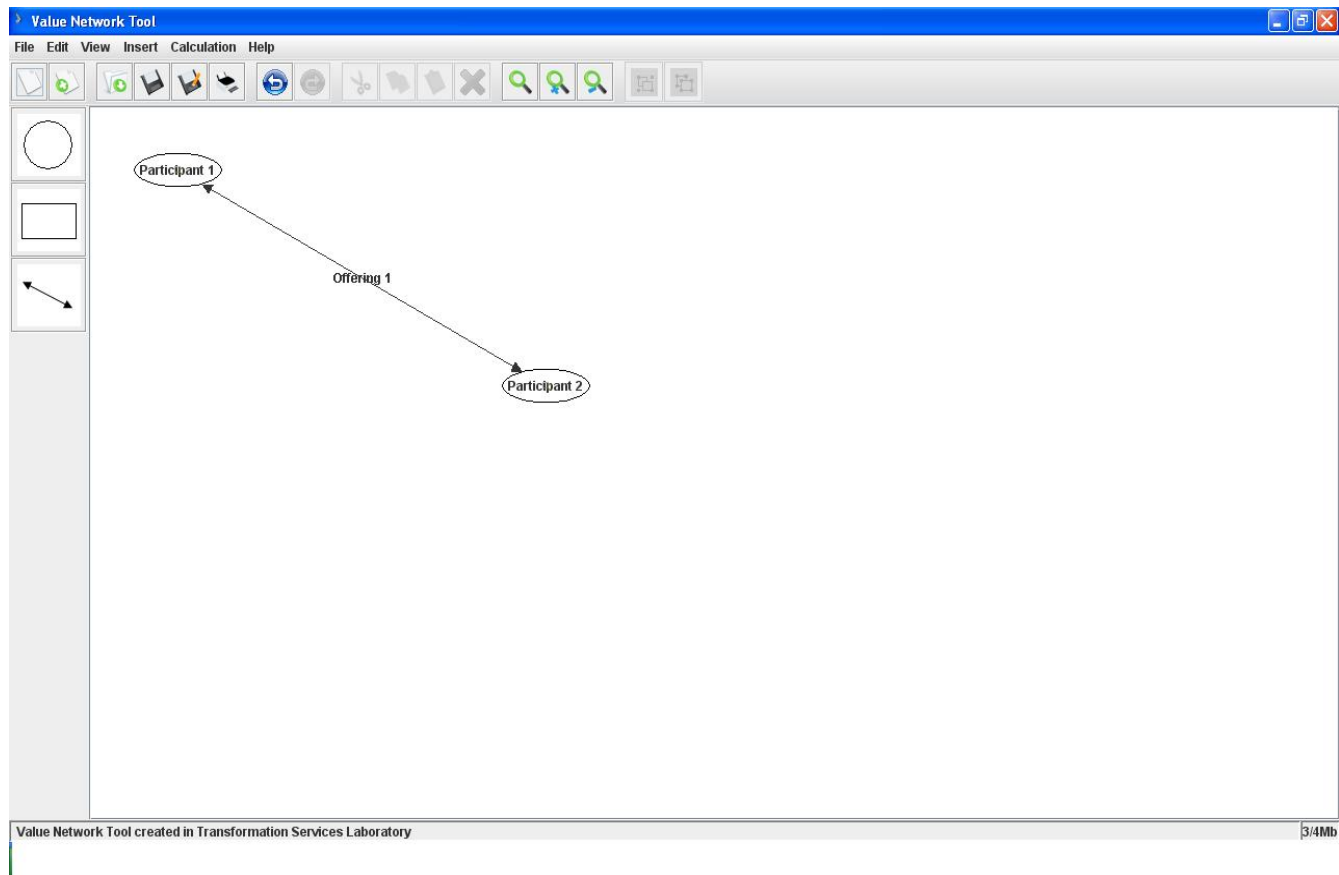 Value Network Tool
File Edit View Insert Calculation Help
Participant 1
Offering 1
Participant 2
Value Network Tool created in Transformation Services Laboratory
3/4Mb